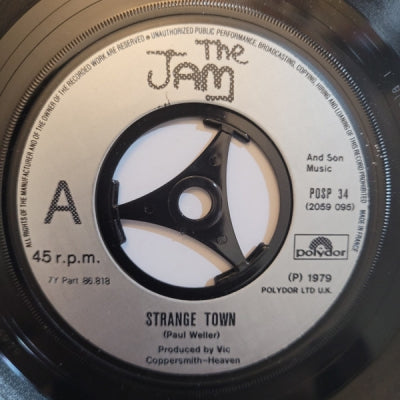 ALL RIGHTS OF THE MANUFACTURER AND OF THE OWNER OF THE RECORDED WORK ARE RESERVED • UNAUTHORIZED PUBLIC PERFORMANCE, BROADCASTING, COPYING, HIRING AND LOANING OF THIS RECORD PROHIBITED MADE IN FRANCE
The
JAM
And Son
Music
A
POSP 34
(2059 095)
45 r.p.m.
polydor
7Y Part 86.818
(P) 1979
POLYDOR LTD U.K.
STRANGE TOWN
(Paul Weller)
Produced by Vic
Coppersmith-Heaven